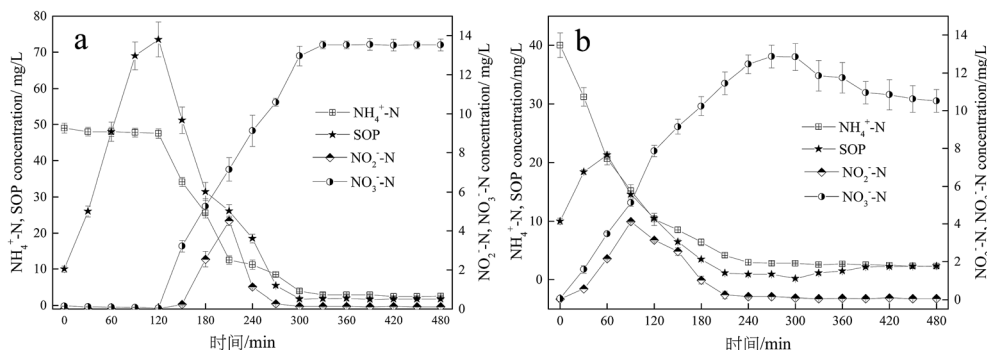 a
80
70
60
50
40
30
20
10
0
NH₄⁺-N, SOP concentration/ mg/L
14
12
10
8
6
4
2
0
NO₂⁻-N, NO₃⁻-N concentration/ mg/L
NH₄⁺-N
SOP
NO₂⁻-N
NO₃⁻-N
0 60 120 180 240 300 360 420 480
时间/min
b
40
30
20
10
0
NH₄⁺-N, SOP concentration/mg/L
14
12
10
8
6
4
2
0
NO₂⁻-N, NO₃⁻-N concentration/ mg/L
NH₄⁺-N
SOP
NO₂⁻-N
NO₃⁻-N
0 60 120 180 240 300 360 420 480
时间/min